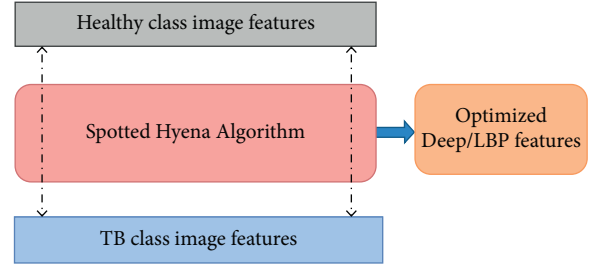 Healthy class image features
Spotted Hyena Algorithm
Optimized
Deep/LBP features
TB class image features